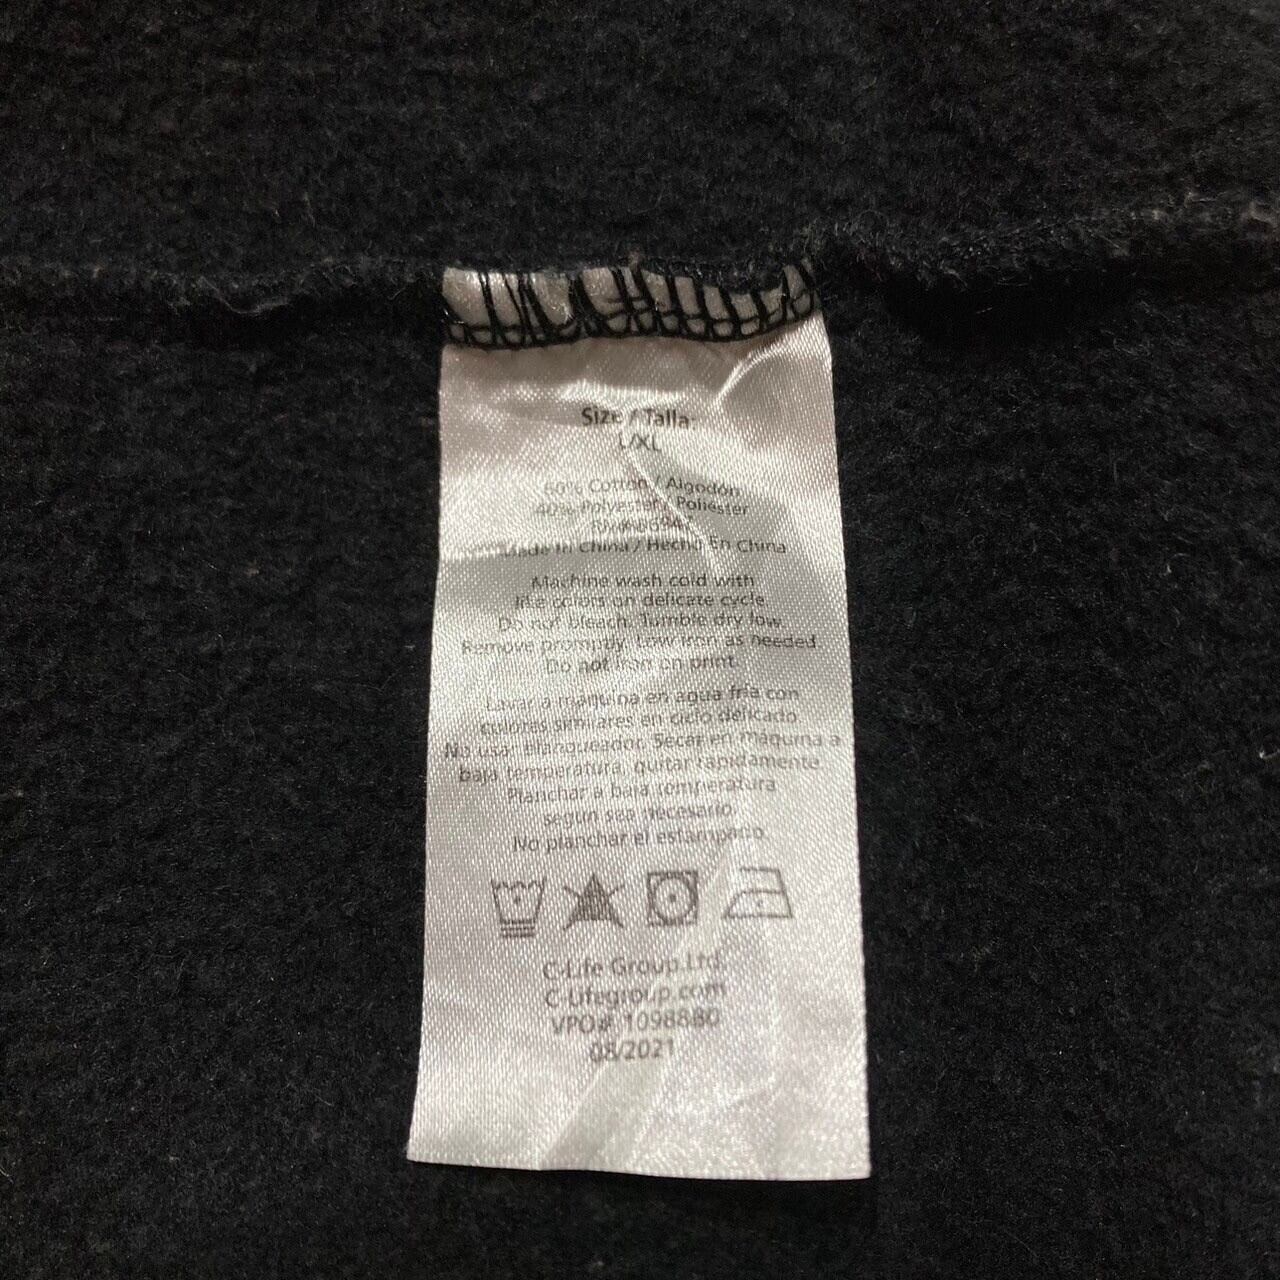 Size / Talla:
L/XL
60% Cotton / Algodón
40% Polyester / Poliester
Made In China / Hecho En China
Machine wash cold with
like colors on delicate cycle
Do not bleach. Tumble dry low.
Remove promptly. Low iron as needed.
Do not iron on print.
Lavar a máquina en agua fría con
colores similares en ciclo delicado
No usar blanqueador. Secar en maquina a
baja temperatura, quitar rapidamente
Planchar a baja temperatura
segun sea necesario.
No planchar el estampado.
C-Life Group.Ltd.
C-Lifegroup.com
VPO# 1098880
08/2021